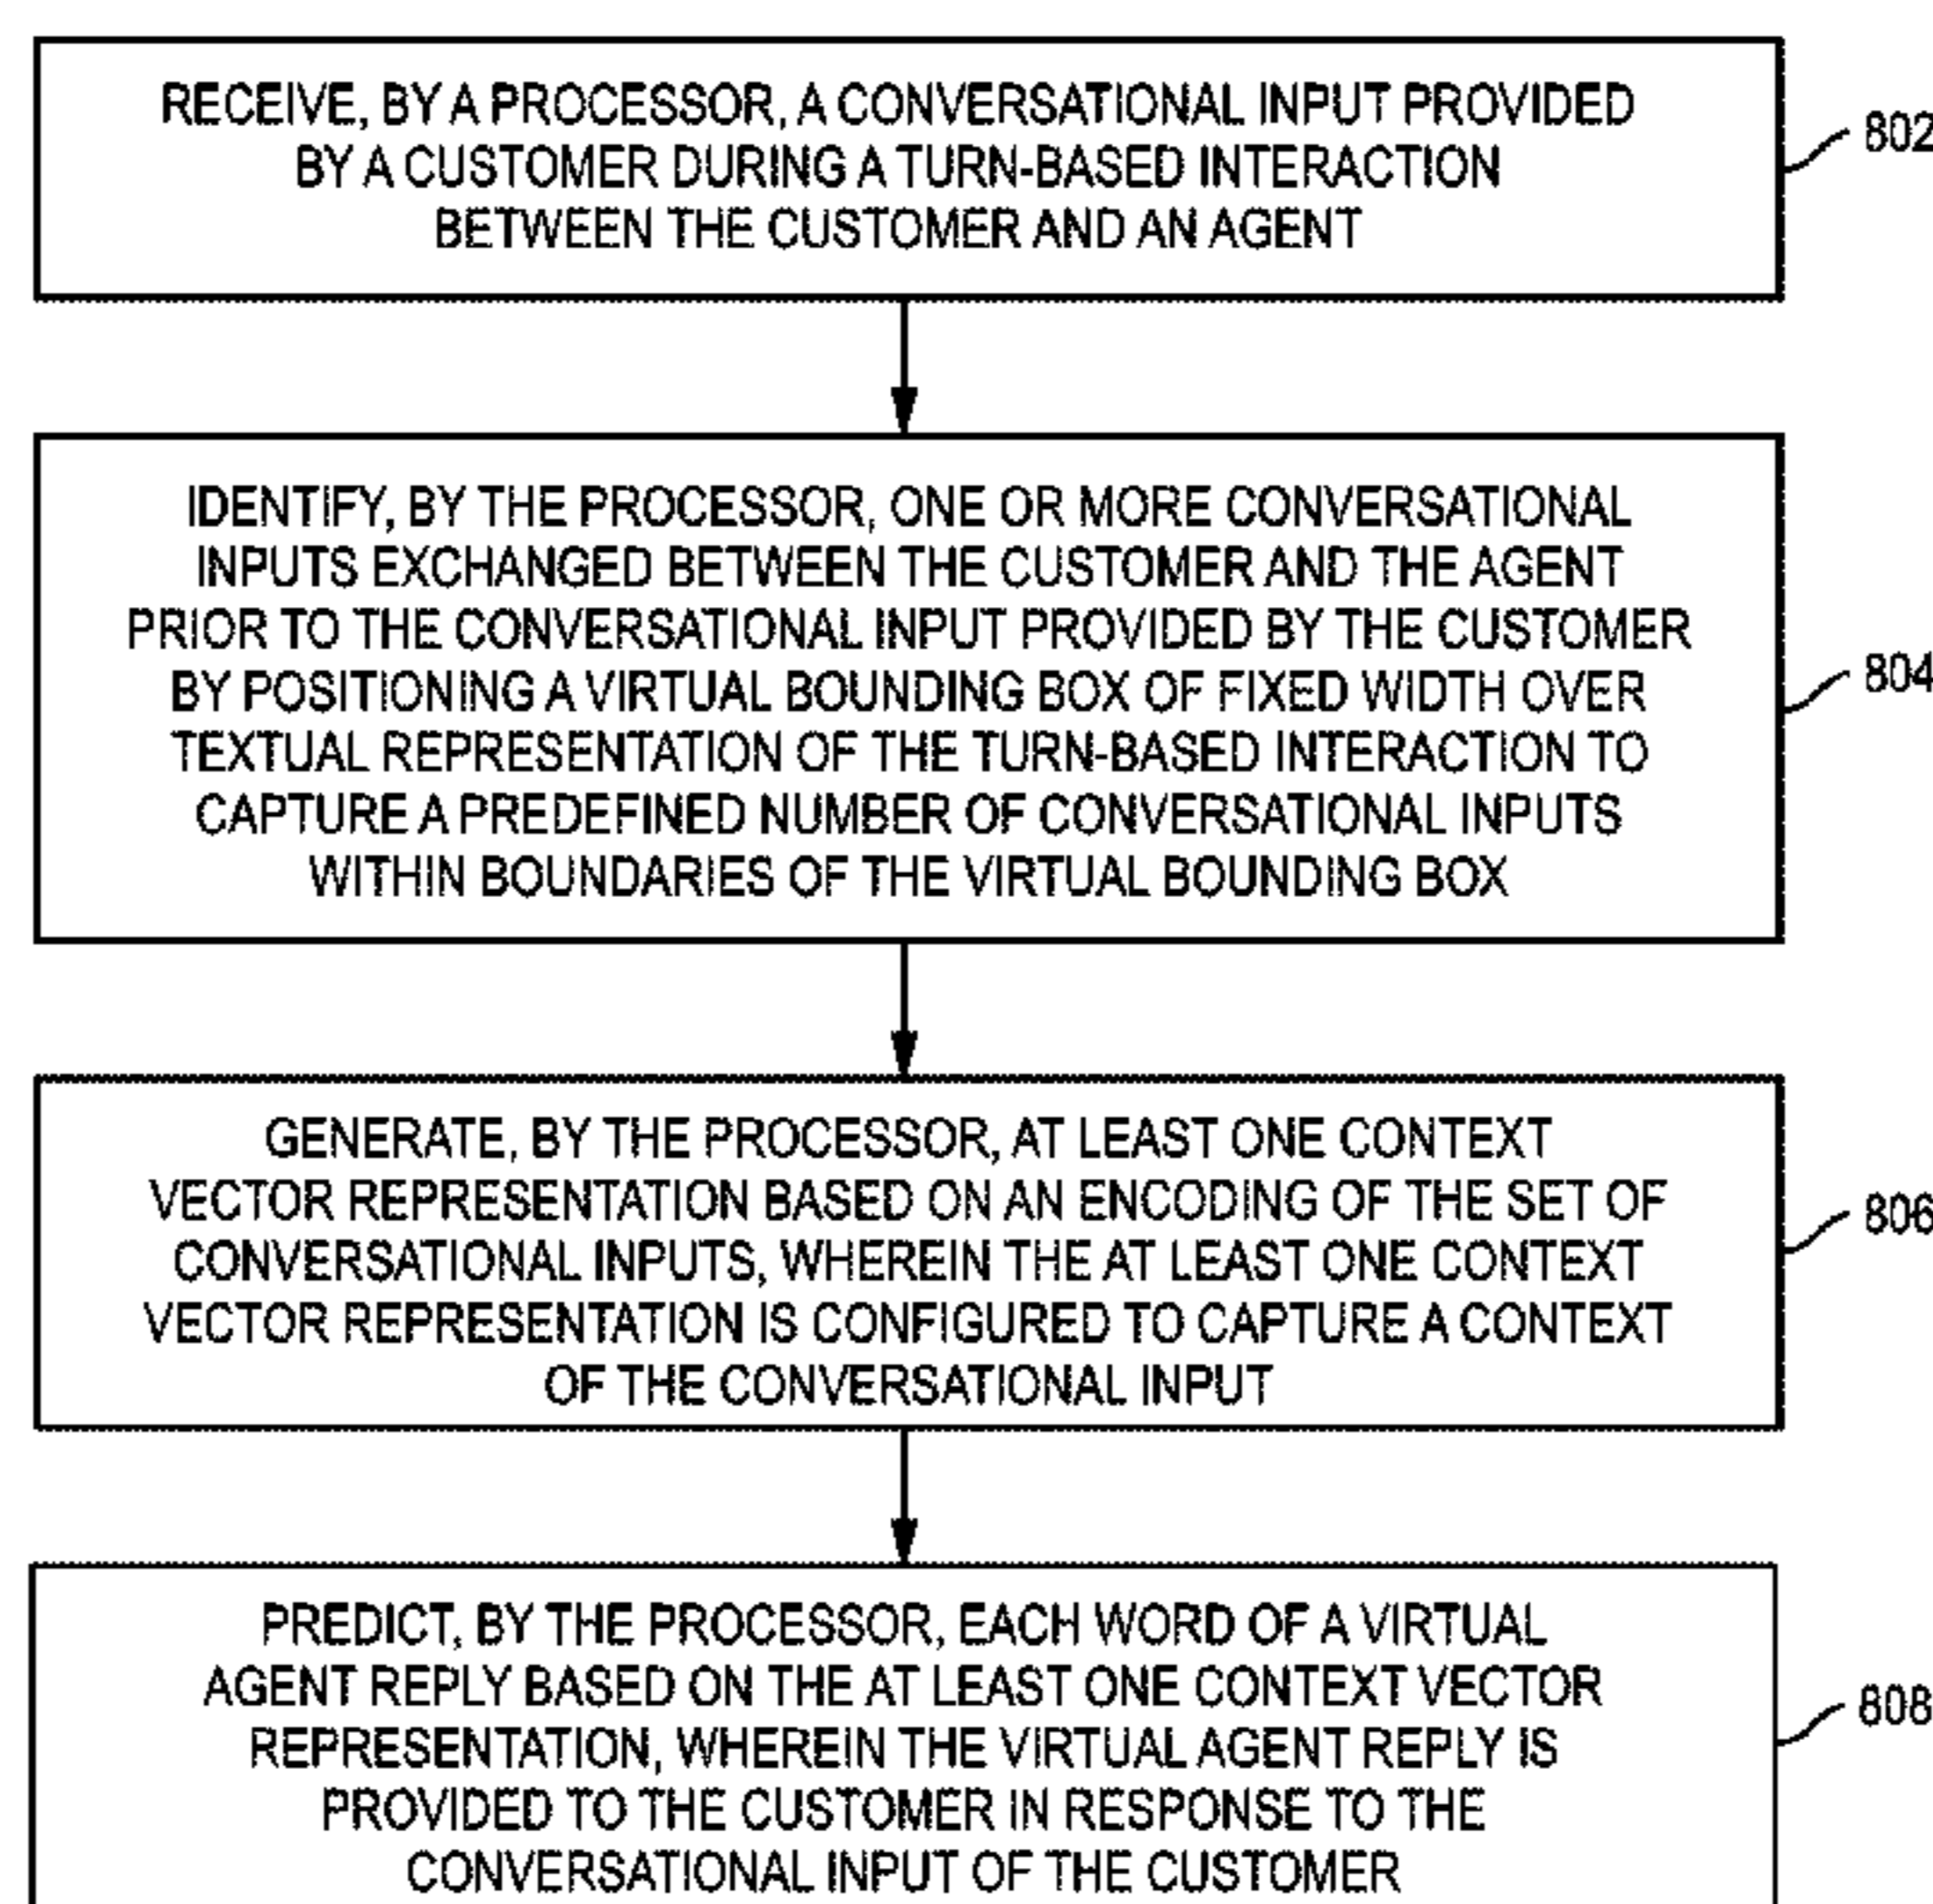 RECEIVE, BY A PROCESSOR, A CONVERSATIONAL INPUT PROVIDED
BY A CUSTOMER DURING A TURN-BASED INTERACTION
BETWEEN THE CUSTOMER AND AN AGENT
802
IDENTIFY, BY THE PROCESSOR, ONE OR MORE CONVERSATIONAL
INPUTS EXCHANGED BETWEEN THE CUSTOMER AND THE AGENT
PRIOR TO THE CONVERSATIONAL INPUT PROVIDED BY THE CUSTOMER
BY POSITIONING A VIRTUAL BOUNDING BOX OF FIXED WIDTH OVER
TEXTUAL REPRESENTATION OF THE TURN-BASED INTERACTION TO
CAPTURE A PREDEFINED NUMBER OF CONVERSATIONAL INPUTS
WITHIN BOUNDARIES OF THE VIRTUAL BOUNDING BOX
804
GENERATE, BY THE PROCESSOR, AT LEAST ONE CONTEXT
VECTOR REPRESENTATION BASED ON AN ENCODING OF THE SET OF
CONVERSATIONAL INPUTS, WHEREIN THE AT LEAST ONE CONTEXT
VECTOR REPRESENTATION IS CONFIGURED TO CAPTURE A CONTEXT
OF THE CONVERSATIONAL INPUT
806
PREDICT, BY THE PROCESSOR, EACH WORD OF A VIRTUAL
AGENT REPLY BASED ON THE AT LEAST ONE CONTEXT VECTOR
REPRESENTATION, WHEREIN THE VIRTUAL AGENT REPLY IS
PROVIDED TO THE CUSTOMER IN RESPONSE TO THE
CONVERSATIONAL INPUT OF THE CUSTOMER
808